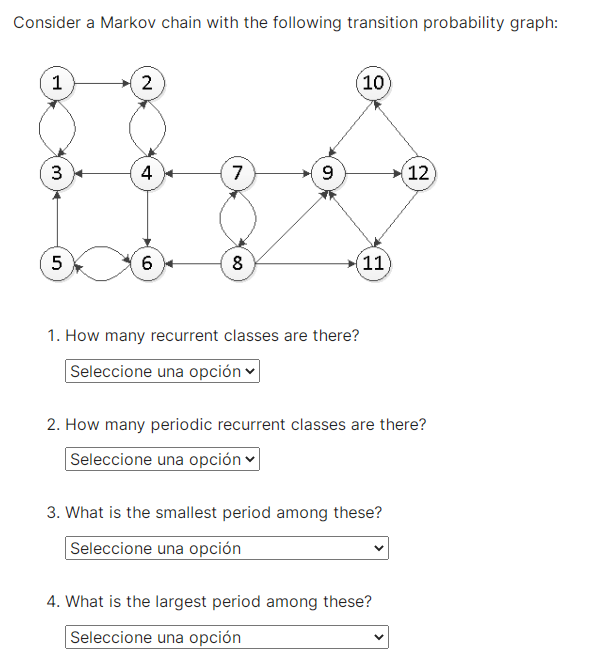 Consider a Markov chain with the following transition probability graph:
1 2 10
3 4 7 9 12
5 6 8 11
1. How many recurrent classes are there?
Seleccione una opción
2. How many periodic recurrent classes are there?
Seleccione una opción
3. What is the smallest period among these?
Seleccione una opción
4. What is the largest period among these?
Seleccione una opción